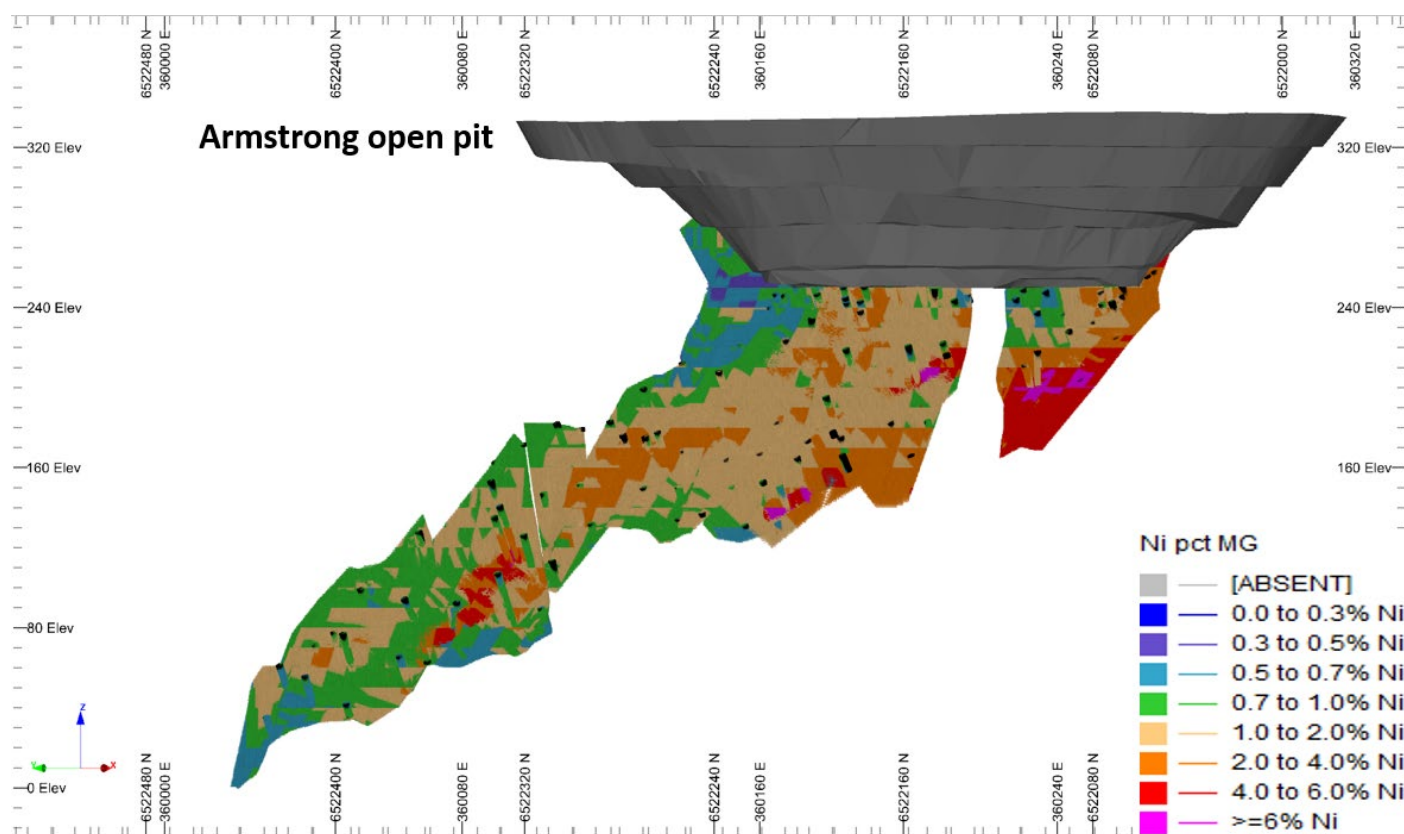 6522480 N
360000 E
6522400 N
360080 E
6522320 N
6522240 N
360160 E
6522160 N
360240 E
6522080 N
6522000 N
360320 E
Armstrong open pit
320 Elev
320 Elev
240 Elev
240 Elev
160 Elev
160 Elev
80 Elev
0 Elev
Ni pct MG
[ABSENT]
0.0 to 0.3% Ni
0.3 to 0.5% Ni
0.5 to 0.7% Ni
0.7 to 1.0% Ni
1.0 to 2.0% Ni
2.0 to 4.0% Ni
4.0 to 6.0% Ni
>=6% Ni
Z
Y
X
6522480 N
360000 E
6522400 N
360080 E
6522320 N
6522240 N
360160 E
6522160 N
360240 E
6522080 N